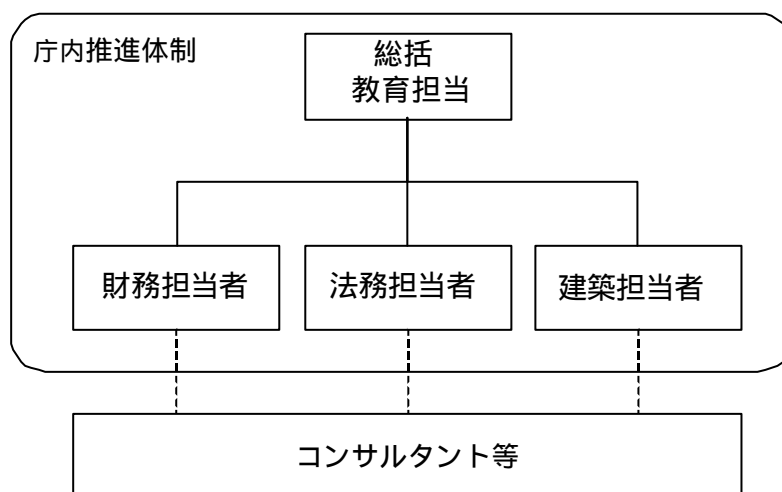 庁内推進体制
総括
教育担当
財務担当者
法務担当者
建築担当者
コンサルタント等